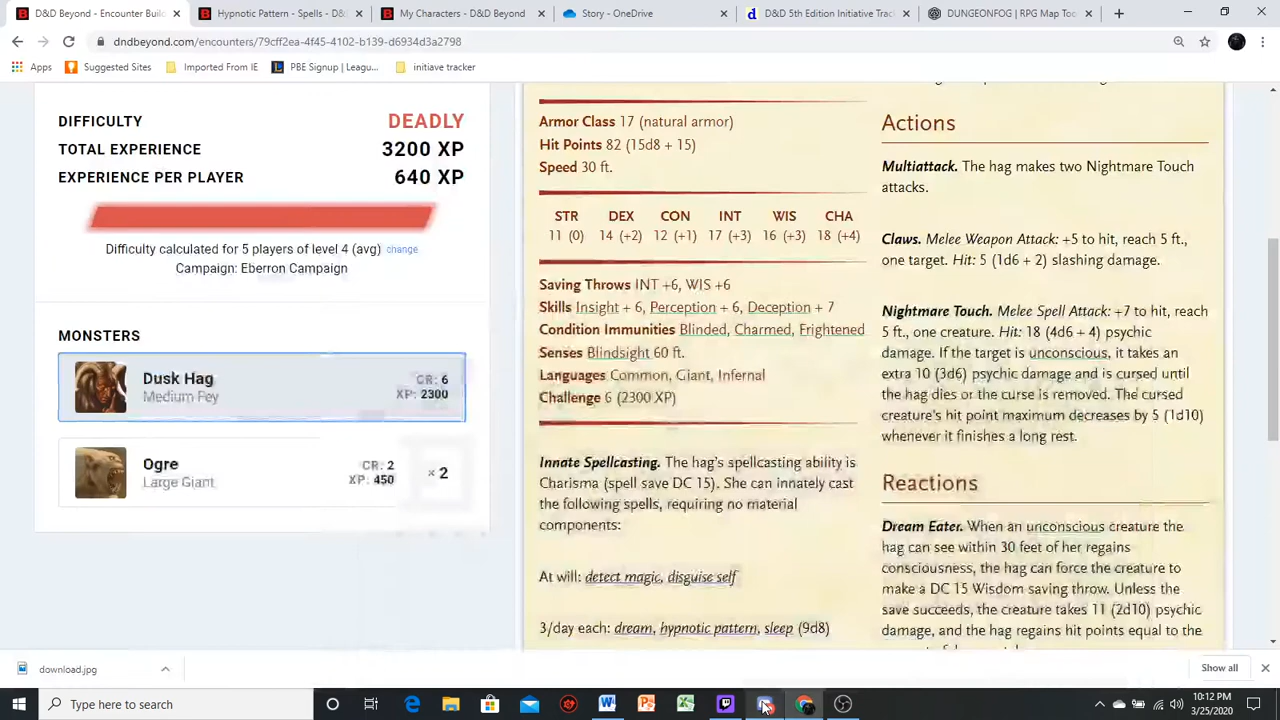 D&D Beyond - Encounter Buil
Hypnotic Pattern - Spells - D&D
My Characters - D&D Beyond
Story - OneDrive
D&D 5th Edition Initiative Track
DUNGEONFOG | RPG Map Too
dndbeyond.com/encounters/79cff2ea-4f45-4102-b139-d6934d3a2798
Apps
Suggested Sites
Imported From IE
PBE Signup | Leagu...
initiave tracker
DIFFICULTY
DEADLY
TOTAL EXPERIENCE
3200 XP
EXPERIENCE PER PLAYER
640 XP
Difficulty calculated for 5 players of level 4 (avg) change
Campaign: Eberron Campaign
MONSTERS
Dusk Hag
Medium Fey
CR: 6
XP: 2300
Ogre
Large Giant
CR: 2
XP: 450
× 2
Armor Class 17 (natural armor)
Hit Points 82 (15d8 + 15)
Speed 30 ft.
STR DEX CON INT WIS CHA
11 (0) 14 (+2) 12 (+1) 17 (+3) 16 (+3) 18 (+4)
Saving Throws INT +6, WIS +6
Skills Insight + 6, Perception + 6, Deception + 7
Condition Immunities Blinded, Charmed, Frightened
Senses Blindsight 60 ft.
Languages Common, Giant, Infernal
Challenge 6 (2300 XP)
Innate Spellcasting. The hag's spellcasting ability is
Charisma (spell save DC 15). She can innately cast
the following spells, requiring no material
components:
At will: detect magic, disguise self
3/day each: dream, hypnotic pattern, sleep (9d8)
Actions
Multiattack. The hag makes two Nightmare Touch
attacks.
Claws. Melee Weapon Attack: +5 to hit, reach 5 ft.,
one target. Hit: 5 (1d6 + 2) slashing damage.
Nightmare Touch. Melee Spell Attack: +7 to hit, reach
5 ft., one creature. Hit: 18 (4d6 + 4) psychic
damage. If the target is unconscious, it takes an
extra 10 (3d6) psychic damage and is cursed until
the hag dies or the curse is removed. The cursed
creature's hit point maximum decreases by 5 (1d10)
whenever it finishes a long rest.
Reactions
Dream Eater. When an unconscious creature the
hag can see within 30 feet of her regains
consciousness, the hag can force the creature to
make a DC 15 Wisdom saving throw. Unless the
save succeeds, the creature takes 11 (2d10) psychic
damage, and the hag regains hit points equal to the
download.jpg
Show all
Type here to search
10:12 PM
3/25/2020